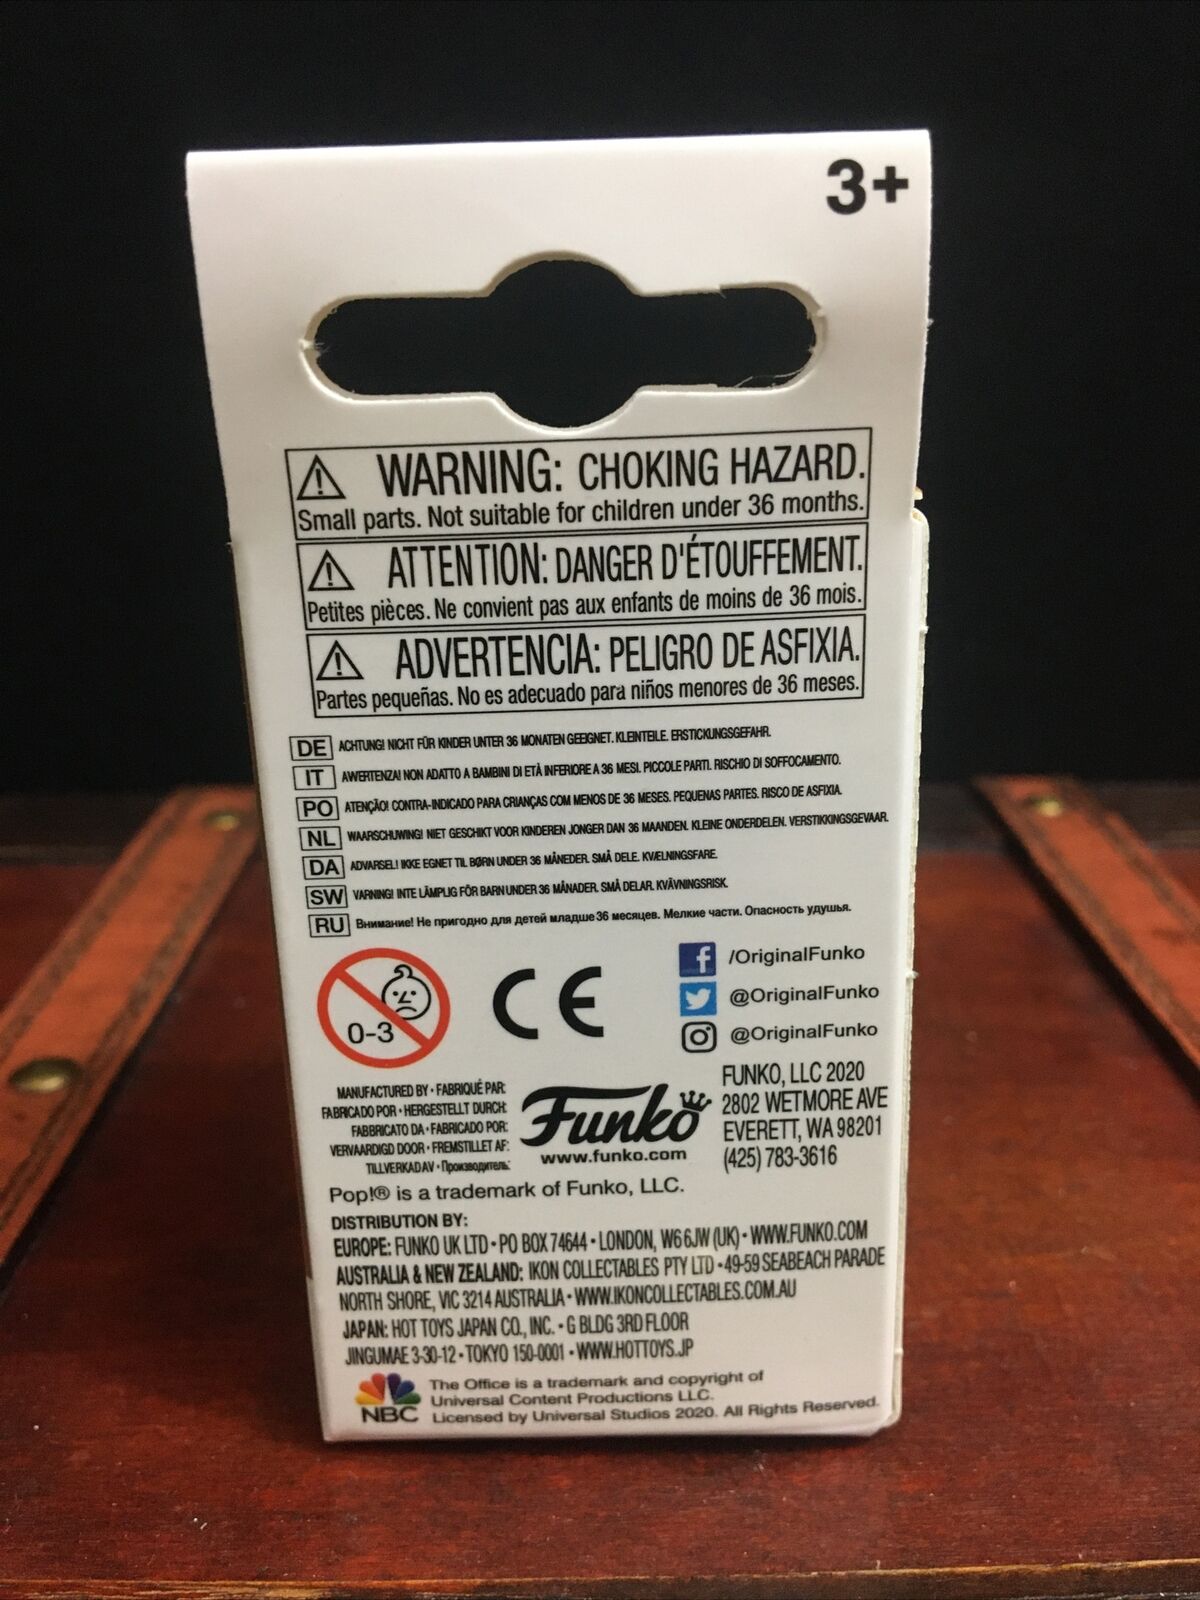 3+
WARNING: CHOKING HAZARD.
Small parts. Not suitable for children under 36 months.
ATTENTION: DANGER D'ÉTOUFFEMENT.
Petites pièces. Ne convient pas aux enfants de moins de 36 mois.
ADVERTENCIA: PELIGRO DE ASFIXIA.
Partes pequeñas. No es adecuado para niños menores de 36 meses.
DE ACHTUNG! NICHT FÜR KINDER UNTER 36 MONATEN GEEIGNET. KLEINTEILE. ERSTICKUNGSGEFAHR.
IT AWERTENZA! NON ADATTO A BAMBINI DI ETÀ INFERIORE A 36 MESI. PICCOLE PARTI. RISCHIO DI SOFFOCAMENTO.
PO ATENÇÃO! CONTRA-INDICADO PARA CRIANÇAS COM MENOS DE 36 MESES. PEQUENAS PARTES. RISCO DE ASFIXIA.
NL WAARSCHUWING! NIET GESCHIKT VOOR KINDEREN JONGER DAN 36 MAANDEN. KLEINE ONDERDELEN. VERSTIKKINGSGEVAAR.
DA ADVARSEL! IKKE EGNET TIL BØRN UNDER 36 MÅNEDER. SMÅ DELE. KVÆLNINGSFARE.
SW VARNING! INTE LÄMPLIG FÖR BARN UNDER 36 MÅNADER. SMÅ DELAR. KVÄVNINGSRISK.
RU Внимание! Не пригодно для детей младше 36 месяцев. Мелкие части. Опасность удушья.
0-3
CE
/OriginalFunko
@OriginalFunko
@OriginalFunko
MANUFACTURED BY • FABRIQUÉ PAR:
FABRICADO POR • HERGESTELLT DURCH:
FABBRICATO DA • FABRICADO POR:
VERVAARDIGD DOOR • FREMSTILLET AF:
TILLVERKAD AV • Производитель:
Funko
www.funko.com
FUNKO, LLC 2020
2802 WETMORE AVE
EVERETT, WA 98201
(425) 783-3616
Pop!® is a trademark of Funko, LLC.
DISTRIBUTION BY:
EUROPE: FUNKO UK LTD • PO BOX 74644 • LONDON, W6 6JW (UK) • WWW.FUNKO.COM
AUSTRALIA & NEW ZEALAND: IKON COLLECTABLES PTY LTD • 49-59 SEABEACH PARADE
NORTH SHORE, VIC 3214 AUSTRALIA • WWW.IKONCOLLECTABLES.COM.AU
JAPAN: HOT TOYS JAPAN CO., INC. • G BLDG 3RD FLOOR
JINGUMAE 3-30-12 • TOKYO 150-0001 • WWW.HOTTOYS.JP
NBC
The Office is a trademark and copyright of
Universal Content Productions LLC.
Licensed by Universal Studios 2020. All Rights Reserved.